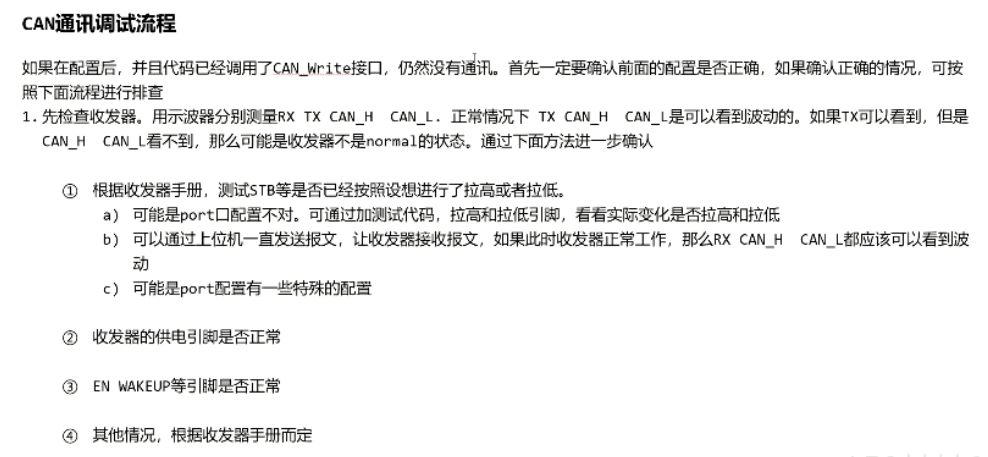 CAN通讯调试流程
如果在配置后，并且代码已经调用了CAN_Write接口，仍然没有通讯。首先一定要确认前面的配置是否正确，如果确认正确的情况，可按
照下面流程进行排查
1. 先检查收发器。用示波器分别测量RX TX CAN_H CAN_L. 正常情况下 TX CAN_H CAN_L是可以看到波动的。如果TX可以看到，但是
CAN_H CAN_L看不到，那么可能是收发器不是normal的状态。通过下面方法进一步确认
① 根据收发器手册，测试STB等是否已经按照设想进行了拉高或者拉低。
a) 可能是port口配置不对。可通过加测试代码，拉高和拉低引脚，看看实际变化是否拉高和拉低
b) 可以通过上位机一直发送报文，让收发器接收报文，如果此时收发器正常工作，那么RX CAN_H CAN_L都应该可以看到波
动
c) 可能是port配置有一些特殊的配置
② 收发器的供电引脚是否正常
③ EN WAKEUP等引脚是否正常
④ 其他情况，根据收发器手册而定